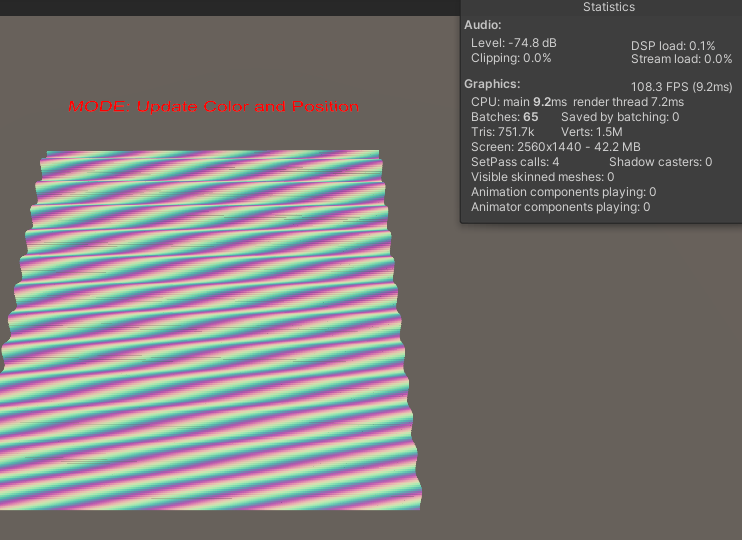 Statistics
Audio:
Level: -74.8 dB DSP load: 0.1%
Clipping: 0.0% Stream load: 0.0%
Graphics: 108.3 FPS (9.2ms)
CPU: main 9.2ms render thread 7.2ms
Batches: 65 Saved by batching: 0
Tris: 751.7k Verts: 1.5M
Screen: 2560x1440 - 42.2 MB
SetPass calls: 4 Shadow casters: 0
Visible skinned meshes: 0
Animation components playing: 0
Animator components playing: 0
MODE: Update Color and Position